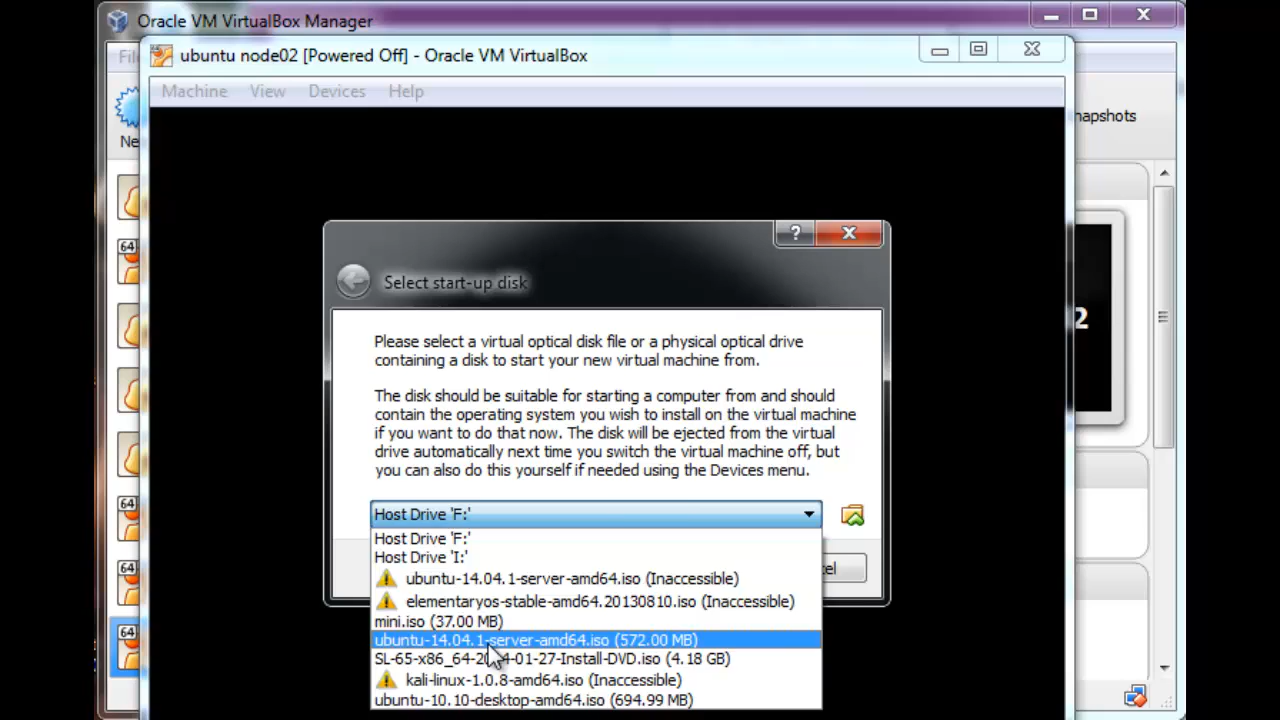 Oracle VM VirtualBox Manager
ubuntu node02 [Powered Off] - Oracle VM VirtualBox
Machine View Devices Help
Fil
Ne
napshots
64
2
?
Select start-up disk
Please select a virtual optical disk file or a physical optical drive
containing a disk to start your new virtual machine from.
The disk should be suitable for starting a computer from and should
contain the operating system you wish to install on the virtual machine
if you want to do that now. The disk will be ejected from the virtual
drive automatically next time you switch the virtual machine off, but
you can also do this yourself if needed using the Devices menu.
Host Drive 'F:'
Host Drive 'F:'
Host Drive 'I:'
cel
ubuntu-14.04.1-server-amd64.iso (Inaccessible)
elementaryos-stable-amd64.20130810.iso (Inaccessible)
mini.iso (37.00 MB)
ubuntu-14.04.1-server-amd64.iso (572.00 MB)
SL-65-x86_64-2014-01-27-Install-DVD.iso (4.18 GB)
kali-linux-1.0.8-amd64.iso (Inaccessible)
ubuntu-10.10-desktop-amd64.iso (694.99 MB)
64
64
64